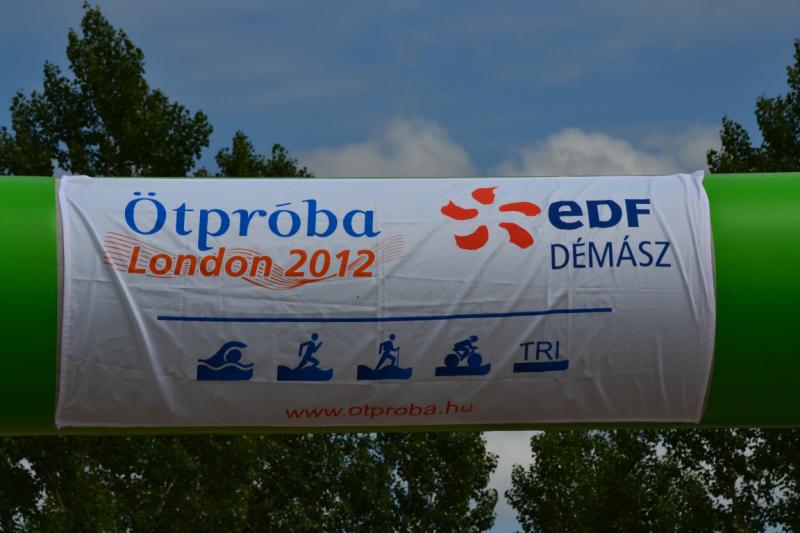 Ötpróba
London 2012
eDF
DÉMÁSZ
TRI
www.otproba.hu